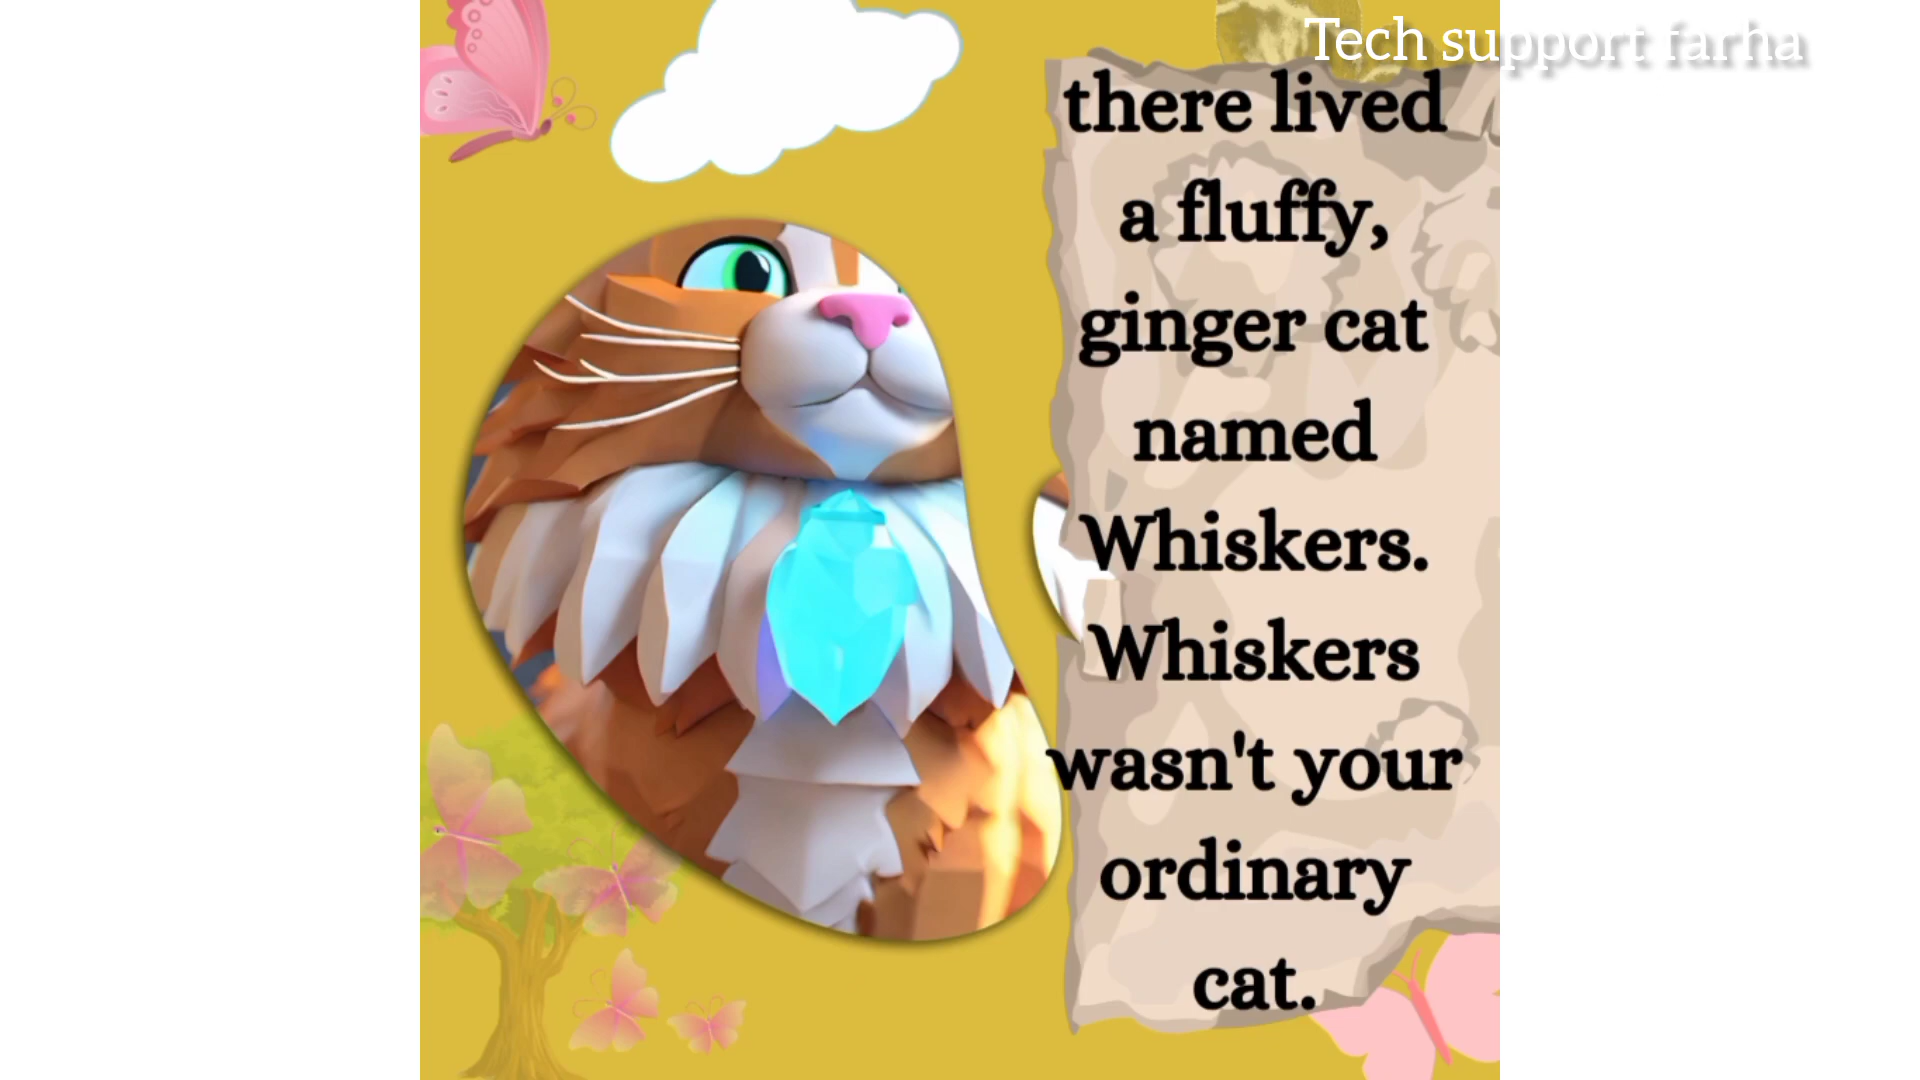 Tech support farha
there lived
a fluffy,
ginger cat
named
Whiskers.
Whiskers
wasn't your
ordinary
cat.